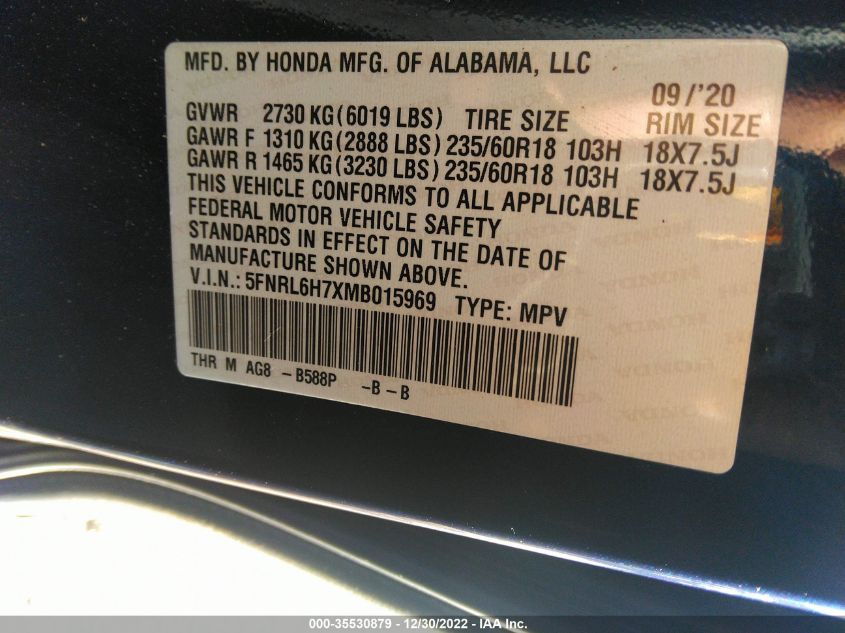 MFD. BY HONDA MFG. OF ALABAMA, LLC
09/'20
GVWR 2730 KG(6019 LBS) TIRE SIZE RIM SIZE
GAWR F 1310 KG(2888 LBS) 235/60R18 103H 18X7.5J
GAWR R 1465 KG(3230 LBS) 235/60R18 103H 18X7.5J
THIS VEHICLE CONFORMS TO ALL APPLICABLE
FEDERAL MOTOR VEHICLE SAFETY
STANDARDS IN EFFECT ON THE DATE OF
MANUFACTURE SHOWN ABOVE.
V.I.N.: 5FNRL6H7XMB015969 TYPE: MPV
THR M AG8 -B588P -B-B
000-35530879 - 12/30/2022 - IAA Inc.